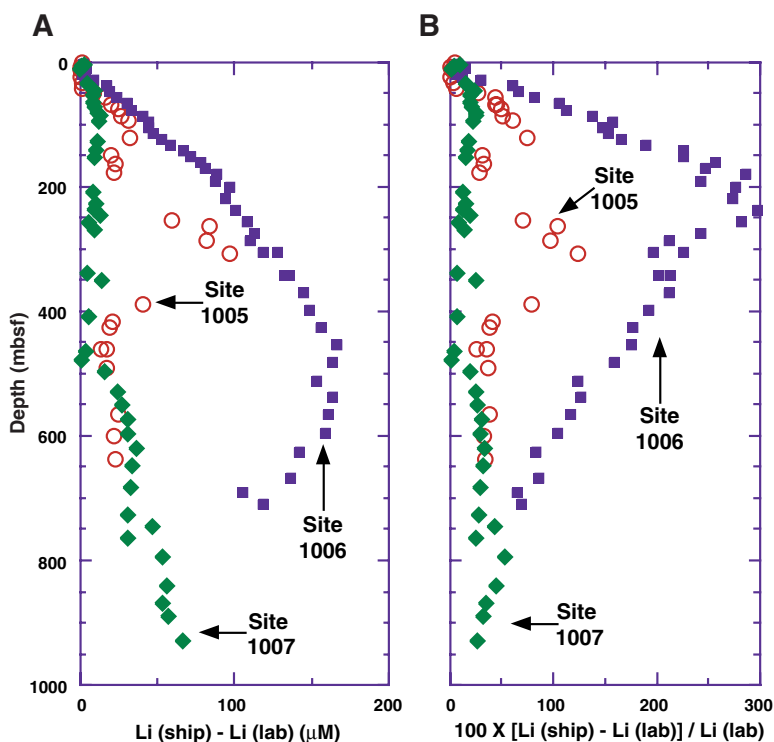 A
B
0
200
400
600
800
1000
Depth (mbsf)
Site
1005
Site
1006
Site
1007
0
100
200
Li (ship) - Li (lab) (μM)
Site
1005
Site
1006
Site
1007
0
100
200
300
100 X [Li (ship) - Li (lab)] / Li (lab)